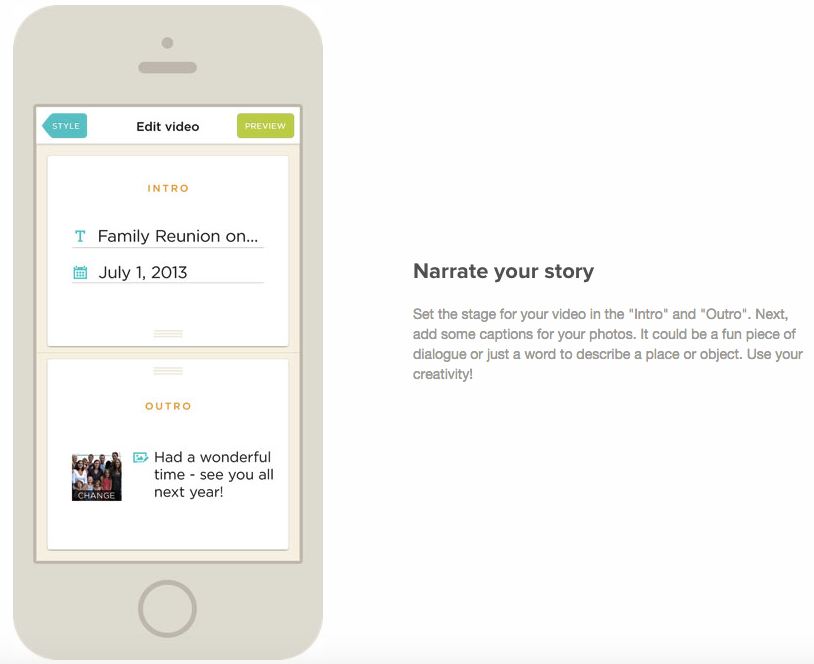 STYLE
Edit video
PREVIEW
INTRO
Family Reunion on...
July 1, 2013
OUTRO
Had a wonderful
time - see you all
next year!
CHANGE
Narrate your story
Set the stage for your video in the "Intro" and "Outro". Next,
add some captions for your photos. It could be a fun piece of
dialogue or just a word to describe a place or object. Use your
creativity!